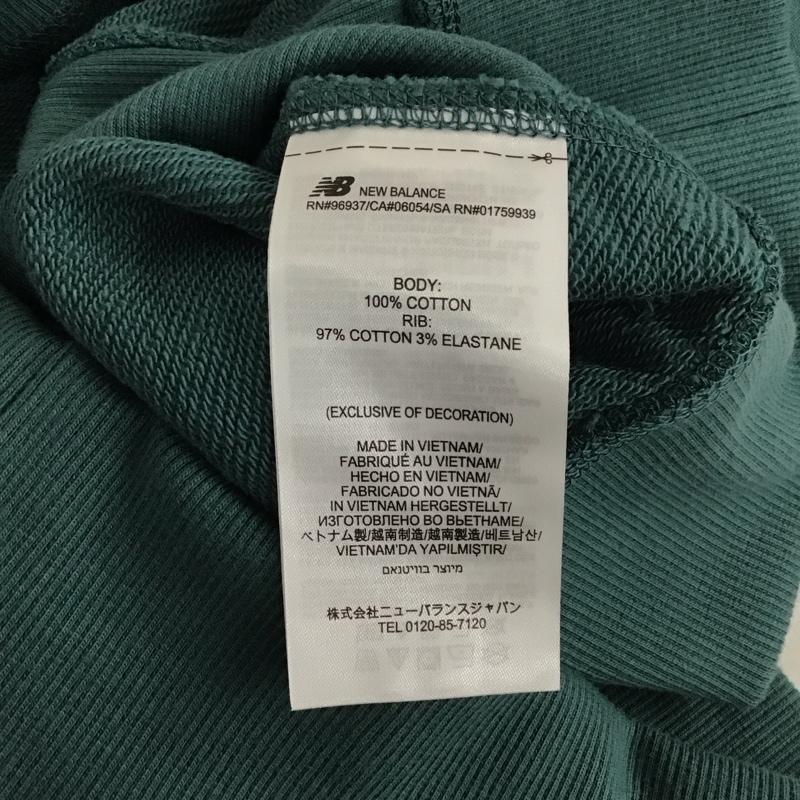 NB NEW BALANCE
RN#96937/CA#06054/SA RN#01759939
BODY:
100% COTTON
RIB:
97% COTTON 3% ELASTANE
(EXCLUSIVE OF DECORATION)
MADE IN VIETNAM/
FABRIQUÉ AU VIETNAM/
HECHO EN VIETNAM/
FABRICADO NO VIETNÃ/
IN VIETNAM HERGESTELLT/
ИЗГОТОВЛЕНО ВО ВЬЕТНАМЕ/
ベトナム製/越南制造/越南製造/베트남산/
VIETNAM'DA YAPILMIŞTIR/
מיוצר בוויטנאם
株式会社ニューバランスジャパン
TEL 0120-85-7120